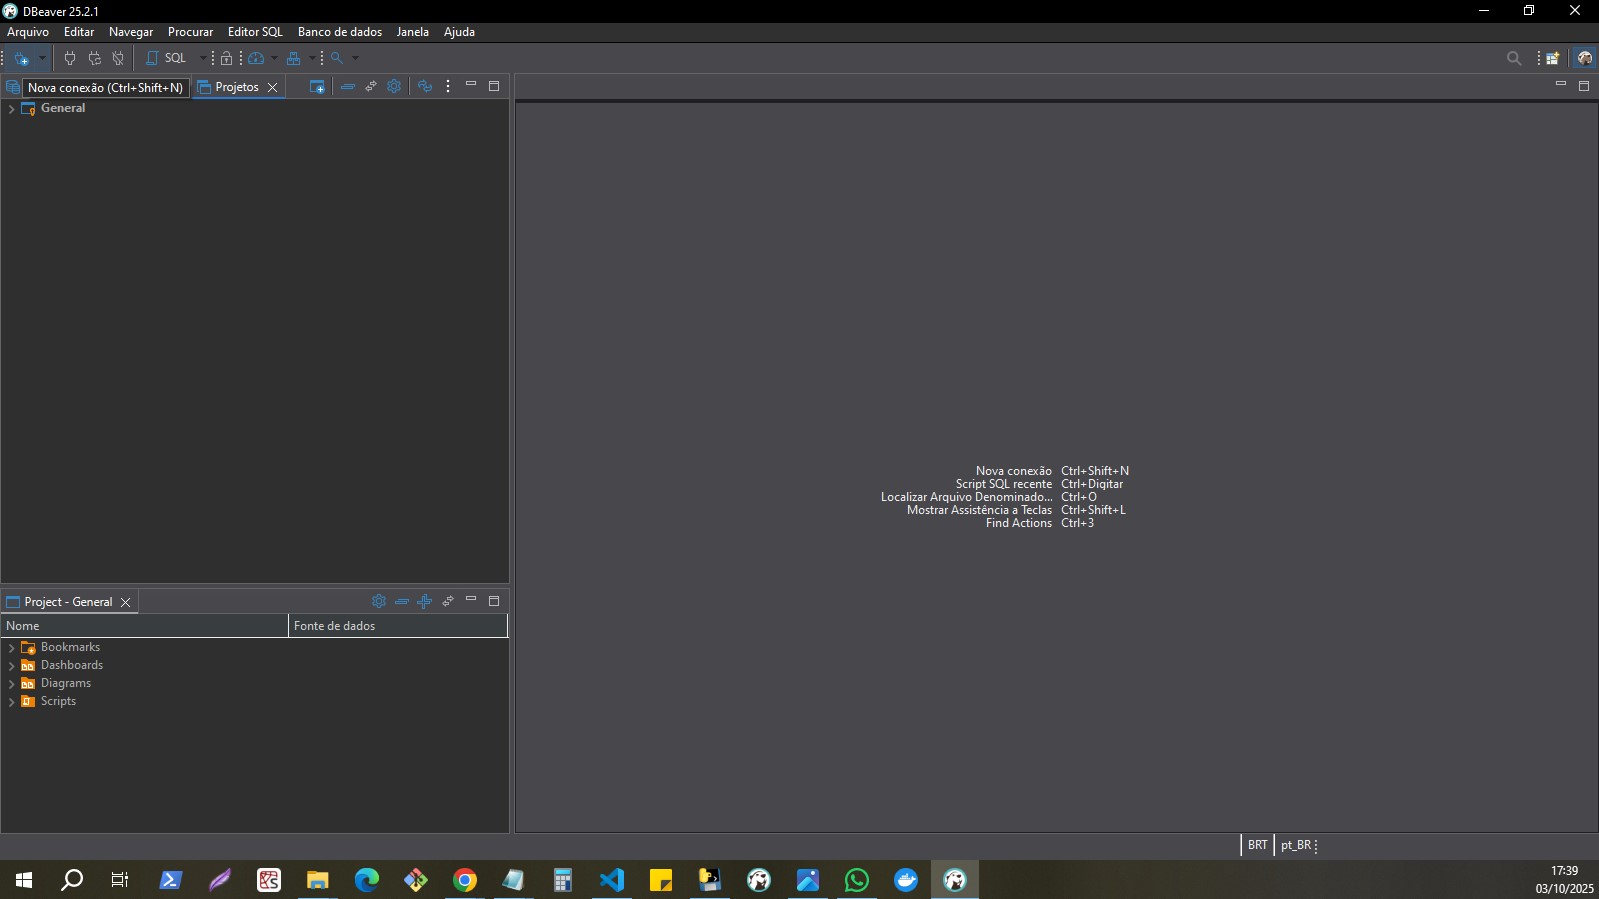 DBeaver 25.2.1
Arquivo Editar Navegar Procurar Editor SQL Banco de dados Janela Ajuda
SQL
Nova conexão (Ctrl+Shift+N) Projetos
General
Nova conexão Ctrl+Shift+N
Script SQL recente Ctrl+Digitar
Localizar Arquivo Denominado... Ctrl+O
Mostrar Assistência a Teclas Ctrl+Shift+L
Find Actions Ctrl+3
Project - General
Nome Fonte de dados
Bookmarks
Dashboards
Diagrams
Scripts
BRT pt_BR
17:39
03/10/2025